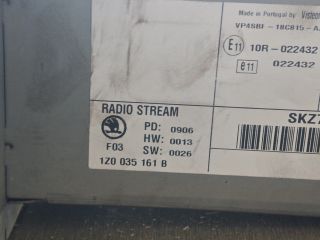 Made in Portugal by Visteon
VP4SBF-18C815-A
E11 10R-022432
e11 022432
RADIO STREAM
SKZ7
PD: 0906
HW: 0013
F03
SW: 0026
1Z0 035 161 B